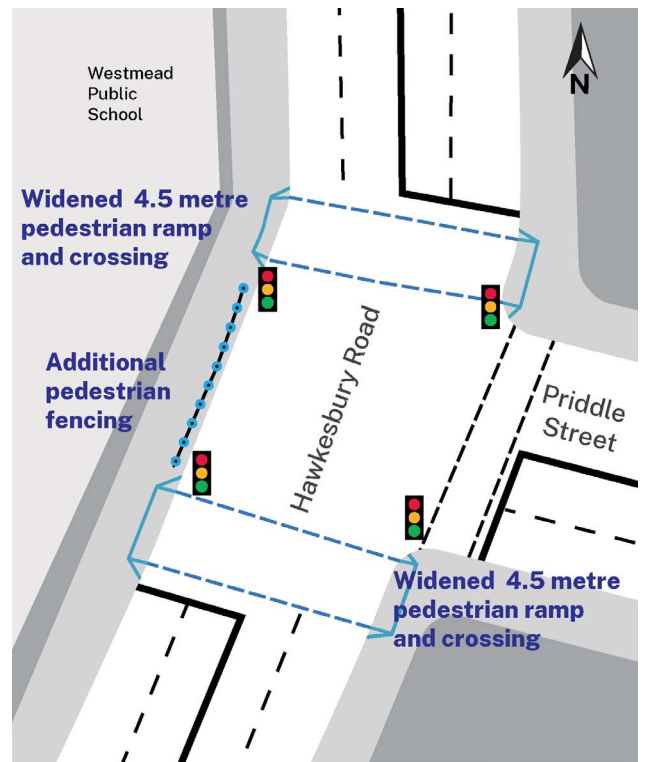 Westmead
Public
School
N
Widened 4.5 metre
pedestrian ramp
and crossing
Additional
pedestrian
fencing
Hawkesbury Road
Priddle
Street
Widened 4.5 metre
pedestrian ramp
and crossing